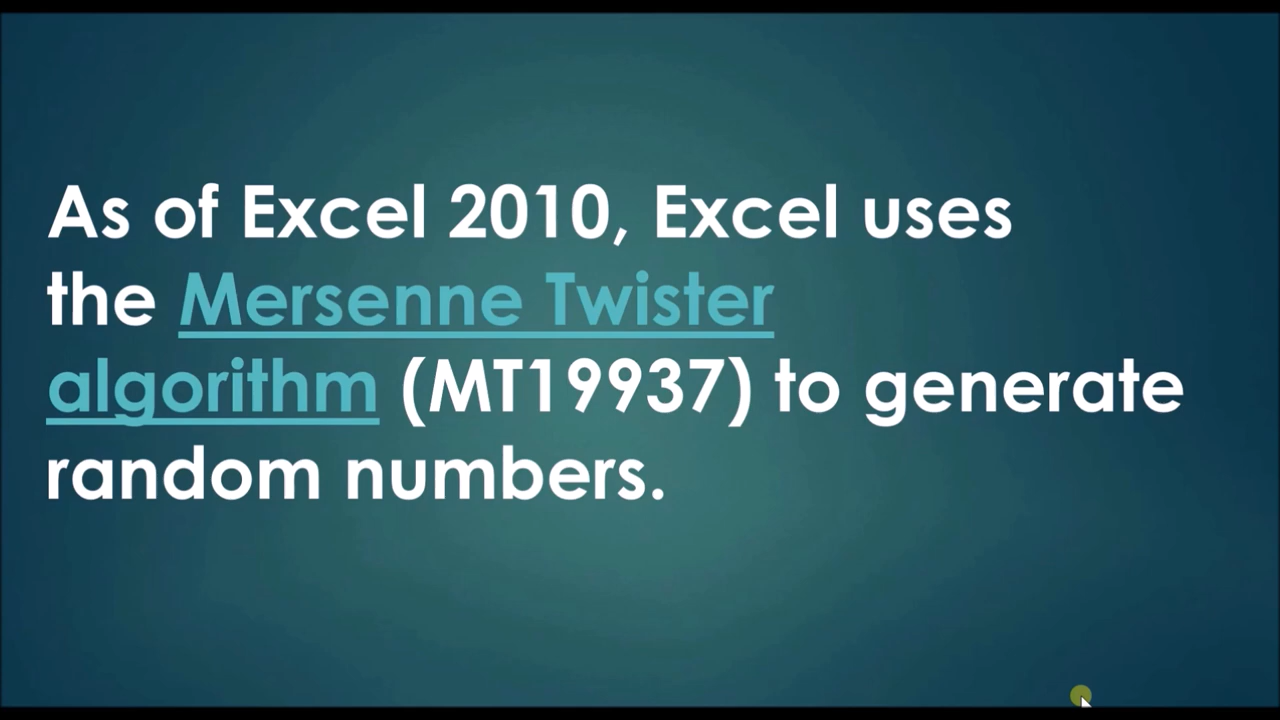 As of Excel 2010, Excel uses
the Mersenne Twister
algorithm (MT19937) to generate
random numbers.